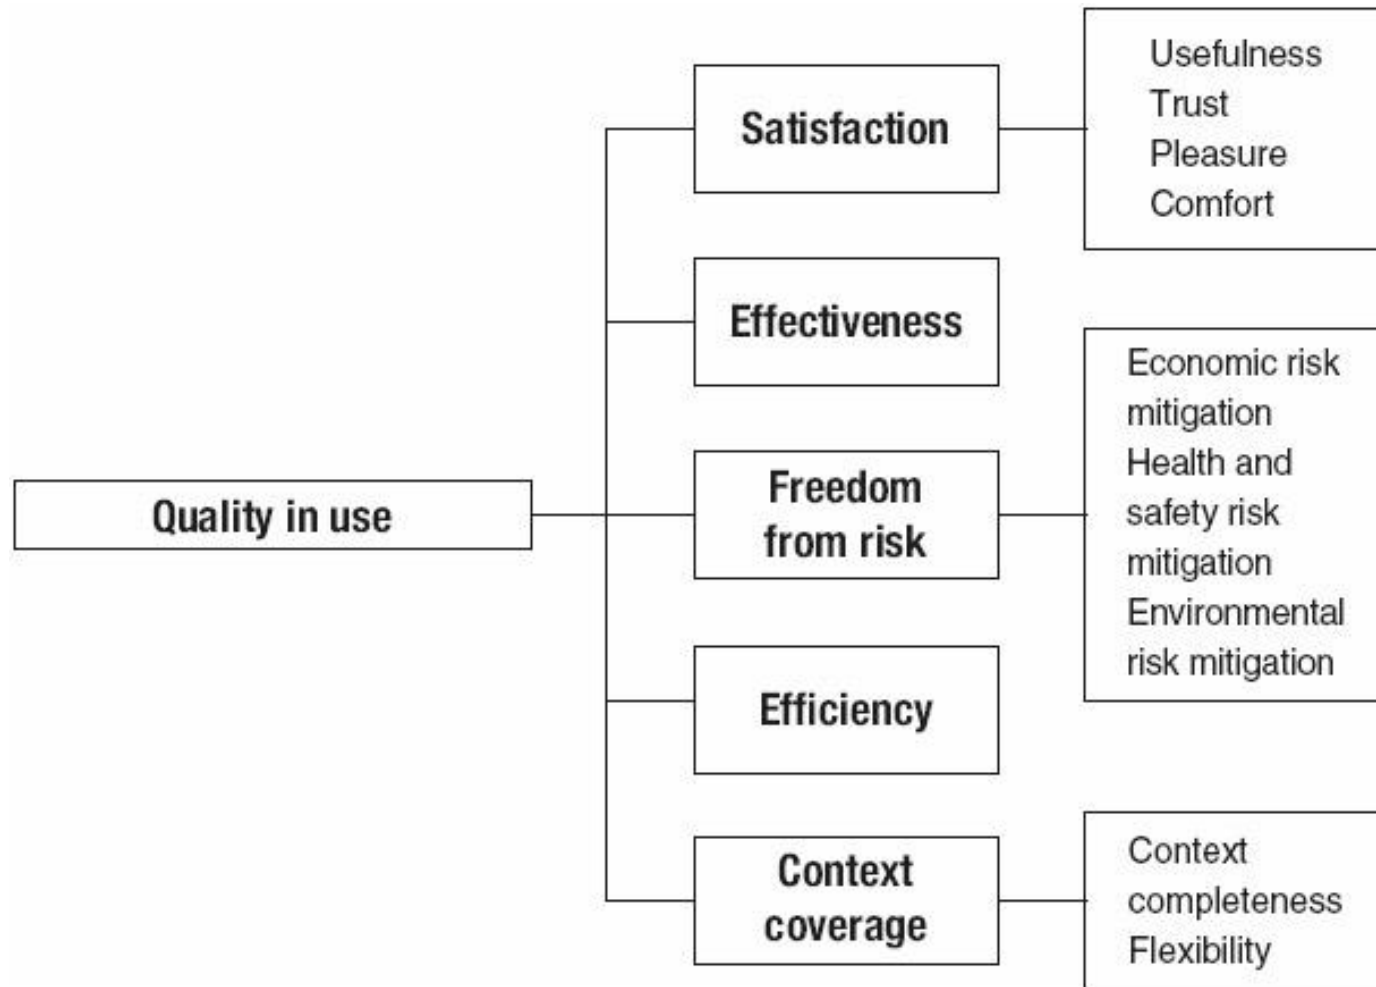 Quality in use
Satisfaction
Usefulness
Trust
Pleasure
Comfort
Effectiveness
Freedom
from risk
Economic risk
mitigation
Health and
safety risk
mitigation
Environmental
risk mitigation
Efficiency
Context
coverage
Context
completeness
Flexibility